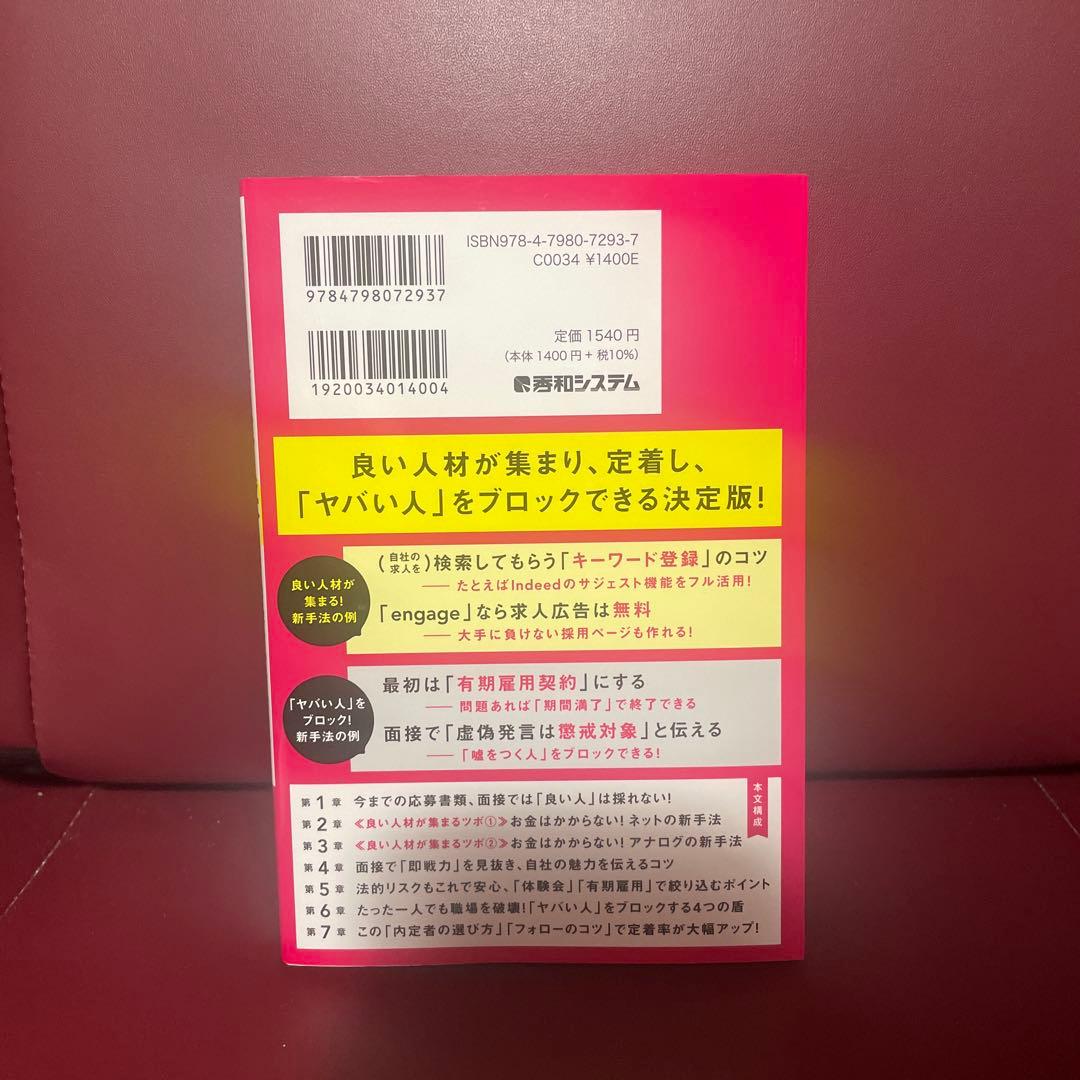 ISBN978-4-7980-7293-7
C0034 ¥1400E
9784798072937
定価 1540 円
(本体 1400 円 + 税10%)
1920034014004
秀和システム
良い人材が集まり、定着し、
「ヤバい人」をブロックできる決定版!
良い人材が
集まる!
新手法の例
(自社の求人を)検索してもらう「キーワード登録」のコツ
── たとえばIndeedのサジェスト機能をフル活用!
「engage」なら求人広告は無料
── 大手に負けない採用ページも作れる!
「ヤバい人」を
ブロック!
新手法の例
最初は「有期雇用契約」にする
── 問題あれば「期間満了」で終了できる
面接で「虚偽発言は懲戒対象」と伝える
── 「嘘をつく人」をブロックできる!
本文構成
第1章 今までの応募書類、面接では「良い人」は採れない!
第2章 《良い人材が集まるツボ①》お金はかからない! ネットの新手法
第3章 《良い人材が集まるツボ②》お金はかからない! アナログの新手法
第4章 面接で「即戦力」を見抜き、自社の魅力を伝えるコツ
第5章 法的リスクもこれで安心、「体験会」「有期雇用」で絞り込むポイント
第6章 たった一人でも職場を破壊!「ヤバい人」をブロックする4つの盾
第7章 この「内定者の選び方」「フォローのコツ」で定着率が大幅アップ!